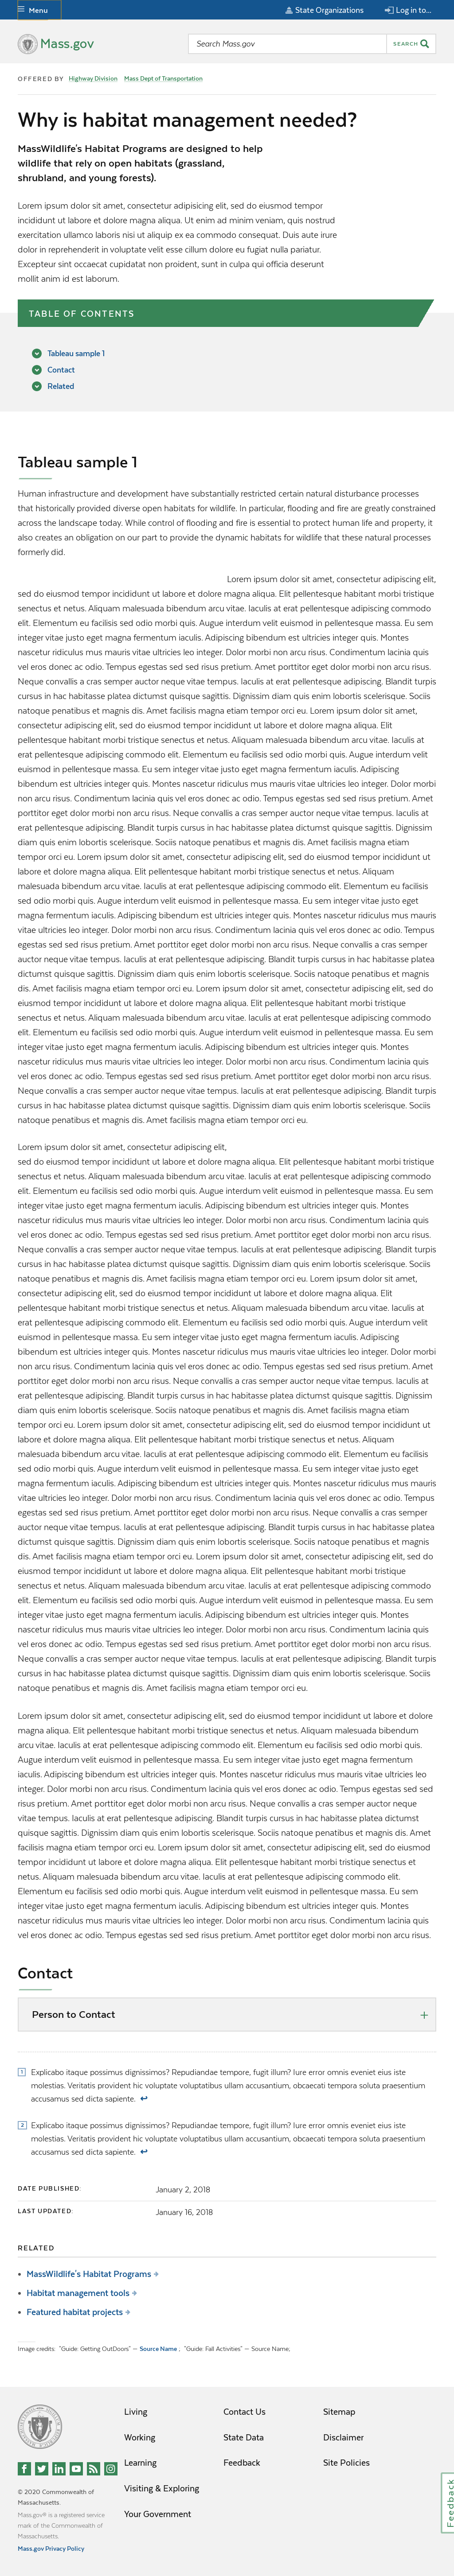 Menu
State Organizations
Log in to...
Mass.gov
Search Mass.gov
SEARCH
OFFERED BY Highway Division Mass Dept of Transportation
Why is habitat management needed?
MassWildlife's Habitat Programs are designed to help
wildlife that rely on open habitats (grassland,
shrubland, and young forests).
Lorem ipsum dolor sit amet, consectetur adipisicing elit, sed do eiusmod tempor
incididunt ut labore et dolore magna aliqua. Ut enim ad minim veniam, quis nostrud
exercitation ullamco laboris nisi ut aliquip ex ea commodo consequat. Duis aute irure
dolor in reprehenderit in voluptate velit esse cillum dolore eu fugiat nulla pariatur.
Excepteur sint occaecat cupidatat non proident, sunt in culpa qui officia deserunt
mollit anim id est laborum.
TABLE OF CONTENTS
Tableau sample 1
Contact
Related
Tableau sample 1
Human infrastructure and development have substantially restricted certain natural disturbance processes
that historically provided diverse open habitats for wildlife. In particular, flooding and fire are greatly constrained
across the landscape today. While control of flooding and fire is essential to protect human life and property, it
also creates an obligation on our part to provide the dynamic habitats for wildlife that these natural processes
formerly did.
Lorem ipsum dolor sit amet, consectetur adipiscing elit,
sed do eiusmod tempor incididunt ut labore et dolore magna aliqua. Elit pellentesque habitant morbi tristique
senectus et netus. Aliquam malesuada bibendum arcu vitae. Iaculis at erat pellentesque adipiscing commodo
elit. Elementum eu facilisis sed odio morbi quis. Augue interdum velit euismod in pellentesque massa. Eu sem
integer vitae justo eget magna fermentum iaculis. Adipiscing bibendum est ultricies integer quis. Montes
nascetur ridiculus mus mauris vitae ultricies leo integer. Dolor morbi non arcu risus. Condimentum lacinia quis
vel eros donec ac odio. Tempus egestas sed sed risus pretium. Amet porttitor eget dolor morbi non arcu risus.
Neque convallis a cras semper auctor neque vitae tempus. Iaculis at erat pellentesque adipiscing. Blandit turpis
cursus in hac habitasse platea dictumst quisque sagittis. Dignissim diam quis enim lobortis scelerisque. Sociis
natoque penatibus et magnis dis. Amet facilisis magna etiam tempor orci eu. Lorem ipsum dolor sit amet,
consectetur adipiscing elit, sed do eiusmod tempor incididunt ut labore et dolore magna aliqua. Elit
pellentesque habitant morbi tristique senectus et netus. Aliquam malesuada bibendum arcu vitae. Iaculis at
erat pellentesque adipiscing commodo elit. Elementum eu facilisis sed odio morbi quis. Augue interdum velit
euismod in pellentesque massa. Eu sem integer vitae justo eget magna fermentum iaculis. Adipiscing
bibendum est ultricies integer quis. Montes nascetur ridiculus mus mauris vitae ultricies leo integer. Dolor morbi
non arcu risus. Condimentum lacinia quis vel eros donec ac odio. Tempus egestas sed sed risus pretium. Amet
porttitor eget dolor morbi non arcu risus. Neque convallis a cras semper auctor neque vitae tempus. Iaculis at
erat pellentesque adipiscing. Blandit turpis cursus in hac habitasse platea dictumst quisque sagittis. Dignissim
diam quis enim lobortis scelerisque. Sociis natoque penatibus et magnis dis. Amet facilisis magna etiam
tempor orci eu. Lorem ipsum dolor sit amet, consectetur adipiscing elit, sed do eiusmod tempor incididunt ut
labore et dolore magna aliqua. Elit pellentesque habitant morbi tristique senectus et netus. Aliquam
malesuada bibendum arcu vitae. Iaculis at erat pellentesque adipiscing commodo elit. Elementum eu facilisis
sed odio morbi quis. Augue interdum velit euismod in pellentesque massa. Eu sem integer vitae justo eget
magna fermentum iaculis. Adipiscing bibendum est ultricies integer quis. Montes nascetur ridiculus mus mauris
vitae ultricies leo integer. Dolor morbi non arcu risus. Condimentum lacinia quis vel eros donec ac odio. Tempus
egestas sed sed risus pretium. Amet porttitor eget dolor morbi non arcu risus. Neque convallis a cras semper
auctor neque vitae tempus. Iaculis at erat pellentesque adipiscing. Blandit turpis cursus in hac habitasse platea
dictumst quisque sagittis. Dignissim diam quis enim lobortis scelerisque. Sociis natoque penatibus et magnis
dis. Amet facilisis magna etiam tempor orci eu. Lorem ipsum dolor sit amet, consectetur adipiscing elit, sed do
eiusmod tempor incididunt ut labore et dolore magna aliqua. Elit pellentesque habitant morbi tristique
senectus et netus. Aliquam malesuada bibendum arcu vitae. Iaculis at erat pellentesque adipiscing commodo
elit. Elementum eu facilisis sed odio morbi quis. Augue interdum velit euismod in pellentesque massa. Eu sem
integer vitae justo eget magna fermentum iaculis. Adipiscing bibendum est ultricies integer quis. Montes
nascetur ridiculus mus mauris vitae ultricies leo integer. Dolor morbi non arcu risus. Condimentum lacinia quis
vel eros donec ac odio. Tempus egestas sed sed risus pretium. Amet porttitor eget dolor morbi non arcu risus.
Neque convallis a cras semper auctor neque vitae tempus. Iaculis at erat pellentesque adipiscing. Blandit turpis
cursus in hac habitasse platea dictumst quisque sagittis. Dignissim diam quis enim lobortis scelerisque. Sociis
natoque penatibus et magnis dis. Amet facilisis magna etiam tempor orci eu.
Lorem ipsum dolor sit amet, consectetur adipiscing elit,
sed do eiusmod tempor incididunt ut labore et dolore magna aliqua. Elit pellentesque habitant morbi tristique
senectus et netus. Aliquam malesuada bibendum arcu vitae. Iaculis at erat pellentesque adipiscing commodo
elit. Elementum eu facilisis sed odio morbi quis. Augue interdum velit euismod in pellentesque massa. Eu sem
integer vitae justo eget magna fermentum iaculis. Adipiscing bibendum est ultricies integer quis. Montes
nascetur ridiculus mus mauris vitae ultricies leo integer. Dolor morbi non arcu risus. Condimentum lacinia quis
vel eros donec ac odio. Tempus egestas sed sed risus pretium. Amet porttitor eget dolor morbi non arcu risus.
Neque convallis a cras semper auctor neque vitae tempus. Iaculis at erat pellentesque adipiscing. Blandit turpis
cursus in hac habitasse platea dictumst quisque sagittis. Dignissim diam quis enim lobortis scelerisque. Sociis
natoque penatibus et magnis dis. Amet facilisis magna etiam tempor orci eu. Lorem ipsum dolor sit amet,
consectetur adipiscing elit, sed do eiusmod tempor incididunt ut labore et dolore magna aliqua. Elit
pellentesque habitant morbi tristique senectus et netus. Aliquam malesuada bibendum arcu vitae. Iaculis at
erat pellentesque adipiscing commodo elit. Elementum eu facilisis sed odio morbi quis. Augue interdum velit
euismod in pellentesque massa. Eu sem integer vitae justo eget magna fermentum iaculis. Adipiscing
bibendum est ultricies integer quis. Montes nascetur ridiculus mus mauris vitae ultricies leo integer. Dolor morbi
non arcu risus. Condimentum lacinia quis vel eros donec ac odio. Tempus egestas sed sed risus pretium. Amet
porttitor eget dolor morbi non arcu risus. Neque convallis a cras semper auctor neque vitae tempus. Iaculis at
erat pellentesque adipiscing. Blandit turpis cursus in hac habitasse platea dictumst quisque sagittis. Dignissim
diam quis enim lobortis scelerisque. Sociis natoque penatibus et magnis dis. Amet facilisis magna etiam
tempor orci eu. Lorem ipsum dolor sit amet, consectetur adipiscing elit, sed do eiusmod tempor incididunt ut
labore et dolore magna aliqua. Elit pellentesque habitant morbi tristique senectus et netus. Aliquam
malesuada bibendum arcu vitae. Iaculis at erat pellentesque adipiscing commodo elit. Elementum eu facilisis
sed odio morbi quis. Augue interdum velit euismod in pellentesque massa. Eu sem integer vitae justo eget
magna fermentum iaculis. Adipiscing bibendum est ultricies integer quis. Montes nascetur ridiculus mus mauris
vitae ultricies leo integer. Dolor morbi non arcu risus. Condimentum lacinia quis vel eros donec ac odio. Tempus
egestas sed sed risus pretium. Amet porttitor eget dolor morbi non arcu risus. Neque convallis a cras semper
auctor neque vitae tempus. Iaculis at erat pellentesque adipiscing. Blandit turpis cursus in hac habitasse platea
dictumst quisque sagittis. Dignissim diam quis enim lobortis scelerisque. Sociis natoque penatibus et magnis
dis. Amet facilisis magna etiam tempor orci eu. Lorem ipsum dolor sit amet, consectetur adipiscing elit, sed do
eiusmod tempor incididunt ut labore et dolore magna aliqua. Elit pellentesque habitant morbi tristique
senectus et netus. Aliquam malesuada bibendum arcu vitae. Iaculis at erat pellentesque adipiscing commodo
elit. Elementum eu facilisis sed odio morbi quis. Augue interdum velit euismod in pellentesque massa. Eu sem
integer vitae justo eget magna fermentum iaculis. Adipiscing bibendum est ultricies integer quis. Montes
nascetur ridiculus mus mauris vitae ultricies leo integer. Dolor morbi non arcu risus. Condimentum lacinia quis
vel eros donec ac odio. Tempus egestas sed sed risus pretium. Amet porttitor eget dolor morbi non arcu risus.
Neque convallis a cras semper auctor neque vitae tempus. Iaculis at erat pellentesque adipiscing. Blandit turpis
cursus in hac habitasse platea dictumst quisque sagittis. Dignissim diam quis enim lobortis scelerisque. Sociis
natoque penatibus et magnis dis. Amet facilisis magna etiam tempor orci eu.
Lorem ipsum dolor sit amet, consectetur adipiscing elit, sed do eiusmod tempor incididunt ut labore et dolore
magna aliqua. Elit pellentesque habitant morbi tristique senectus et netus. Aliquam malesuada bibendum
arcu vitae. Iaculis at erat pellentesque adipiscing commodo elit. Elementum eu facilisis sed odio morbi quis.
Augue interdum velit euismod in pellentesque massa. Eu sem integer vitae justo eget magna fermentum
iaculis. Adipiscing bibendum est ultricies integer quis. Montes nascetur ridiculus mus mauris vitae ultricies leo
integer. Dolor morbi non arcu risus. Condimentum lacinia quis vel eros donec ac odio. Tempus egestas sed sed
risus pretium. Amet porttitor eget dolor morbi non arcu risus. Neque convallis a cras semper auctor neque
vitae tempus. Iaculis at erat pellentesque adipiscing. Blandit turpis cursus in hac habitasse platea dictumst
quisque sagittis. Dignissim diam quis enim lobortis scelerisque. Sociis natoque penatibus et magnis dis. Amet
facilisis magna etiam tempor orci eu. Lorem ipsum dolor sit amet, consectetur adipiscing elit, sed do eiusmod
tempor incididunt ut labore et dolore magna aliqua. Elit pellentesque habitant morbi tristique senectus et
netus. Aliquam malesuada bibendum arcu vitae. Iaculis at erat pellentesque adipiscing commodo elit.
Elementum eu facilisis sed odio morbi quis. Augue interdum velit euismod in pellentesque massa. Eu sem
integer vitae justo eget magna fermentum iaculis. Adipiscing bibendum est ultricies integer quis. Montes
nascetur ridiculus mus mauris vitae ultricies leo integer. Dolor morbi non arcu risus. Condimentum lacinia quis
vel eros donec ac odio. Tempus egestas sed sed risus pretium. Amet porttitor eget dolor morbi non arcu risus.
Contact
Person to Contact
1 Explicabo itaque possimus dignissimos? Repudiandae tempore, fugit illum? Iure error omnis eveniet eius iste
molestias. Veritatis provident hic voluptate voluptatibus ullam accusantium, obcaecati tempora soluta praesentium
accusamus sed dicta sapiente. ↩
2 Explicabo itaque possimus dignissimos? Repudiandae tempore, fugit illum? Iure error omnis eveniet eius iste
molestias. Veritatis provident hic voluptate voluptatibus ullam accusantium, obcaecati tempora soluta praesentium
accusamus sed dicta sapiente. ↩
DATE PUBLISHED: January 2, 2018
LAST UPDATED: January 16, 2018
RELATED
MassWildlife's Habitat Programs
Habitat management tools
Featured habitat projects
Image credits: "Guide: Getting OutDoors" — Source Name , "Guide: Fall Activities" — Source Name,
Living
Working
Learning
Visiting & Exploring
Your Government
Contact Us
State Data
Feedback
Sitemap
Disclaimer
Site Policies
© 2020 Commonwealth of
Massachusetts.
Mass.gov® is a registered service
mark of the Commonwealth of
Massachusetts.
Mass.gov Privacy Policy
Feedback